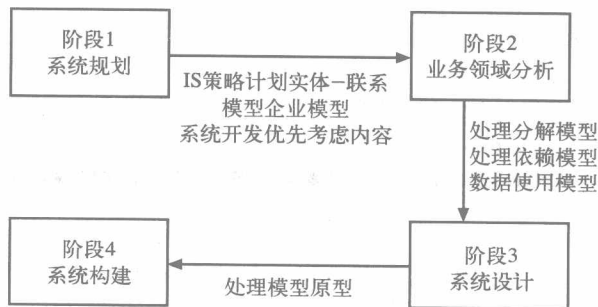 阶段1
系统规划
IS策略计划实体-联系
模型企业模型
系统开发优先考虑内容
阶段2
业务领域分析
处理分解模型
处理依赖模型
数据使用模型
阶段3
系统设计
处理模型原型
阶段4
系统构建